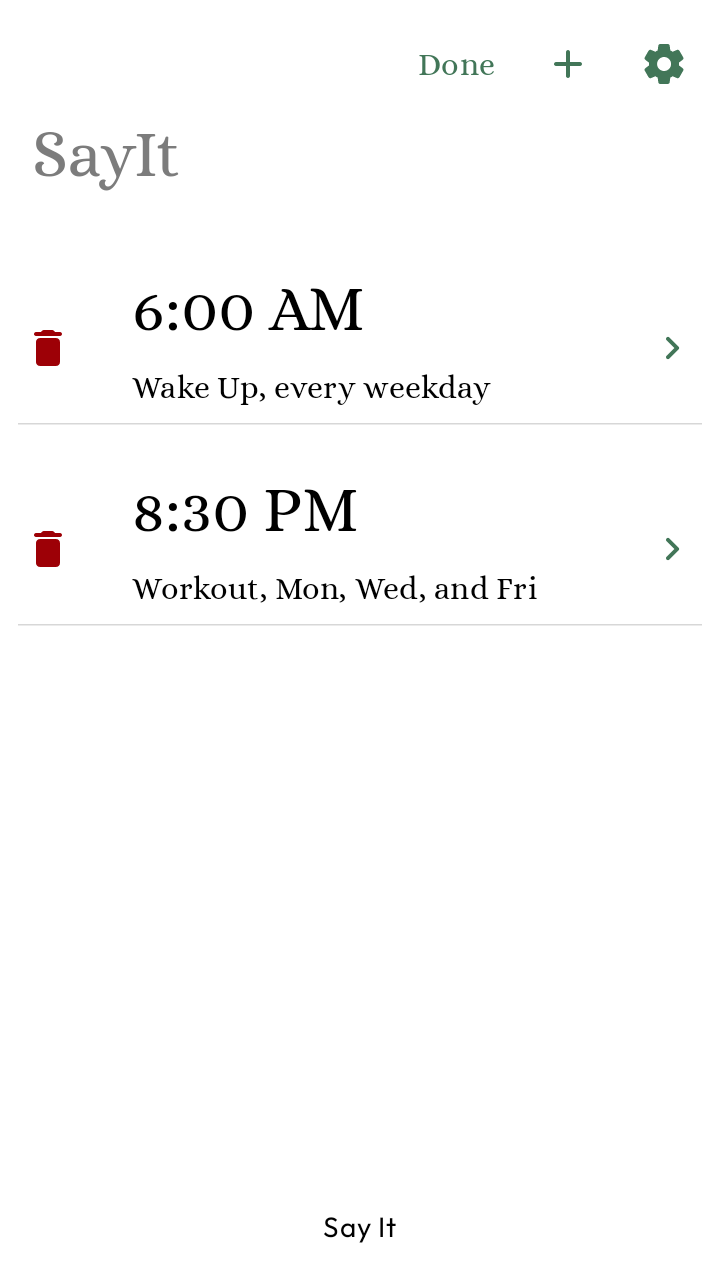 Done
SayIt
6:00 AM
Wake Up, every weekday
8:30 PM
Workout, Mon, Wed, and Fri
Say It